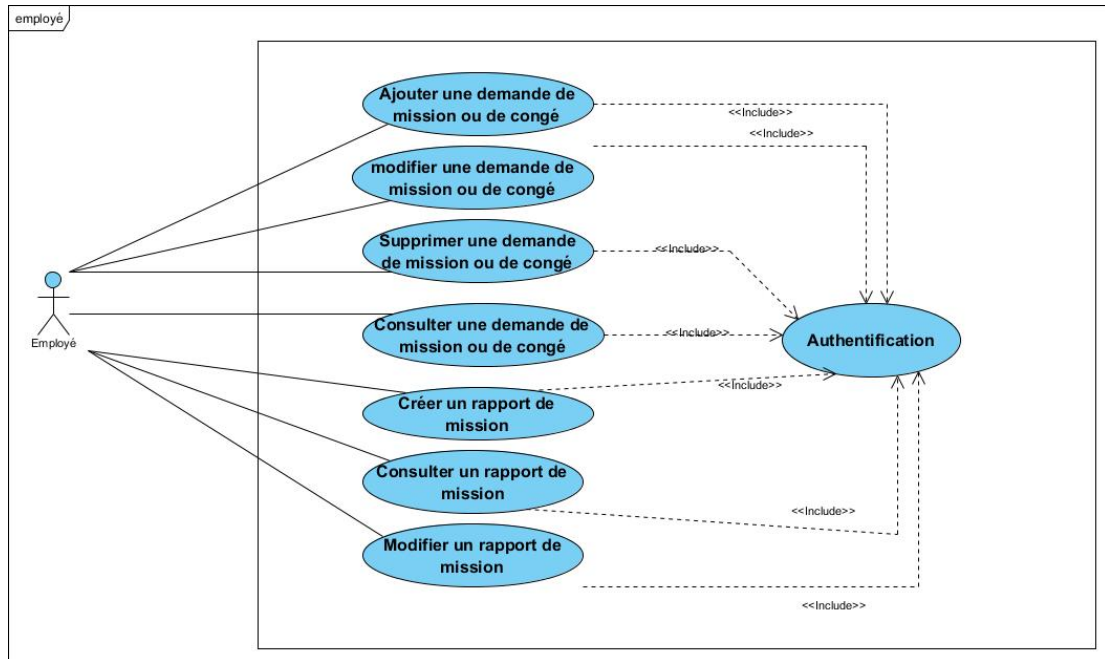 employé
Ajouter une demande de
mission ou de congé
<<Include>>
<<Include>>
modifier une demande de
mission ou de congé
Supprimer une demande
de mission ou de congé
<<Include>>
Employé
Consulter une demande de
mission ou de congé
<<Include>>
Authentification
Créer un rapport de
mission
<<Include>>
Consulter un rapport de
mission
<<Include>>
Modifier un rapport de
mission
<<Include>>